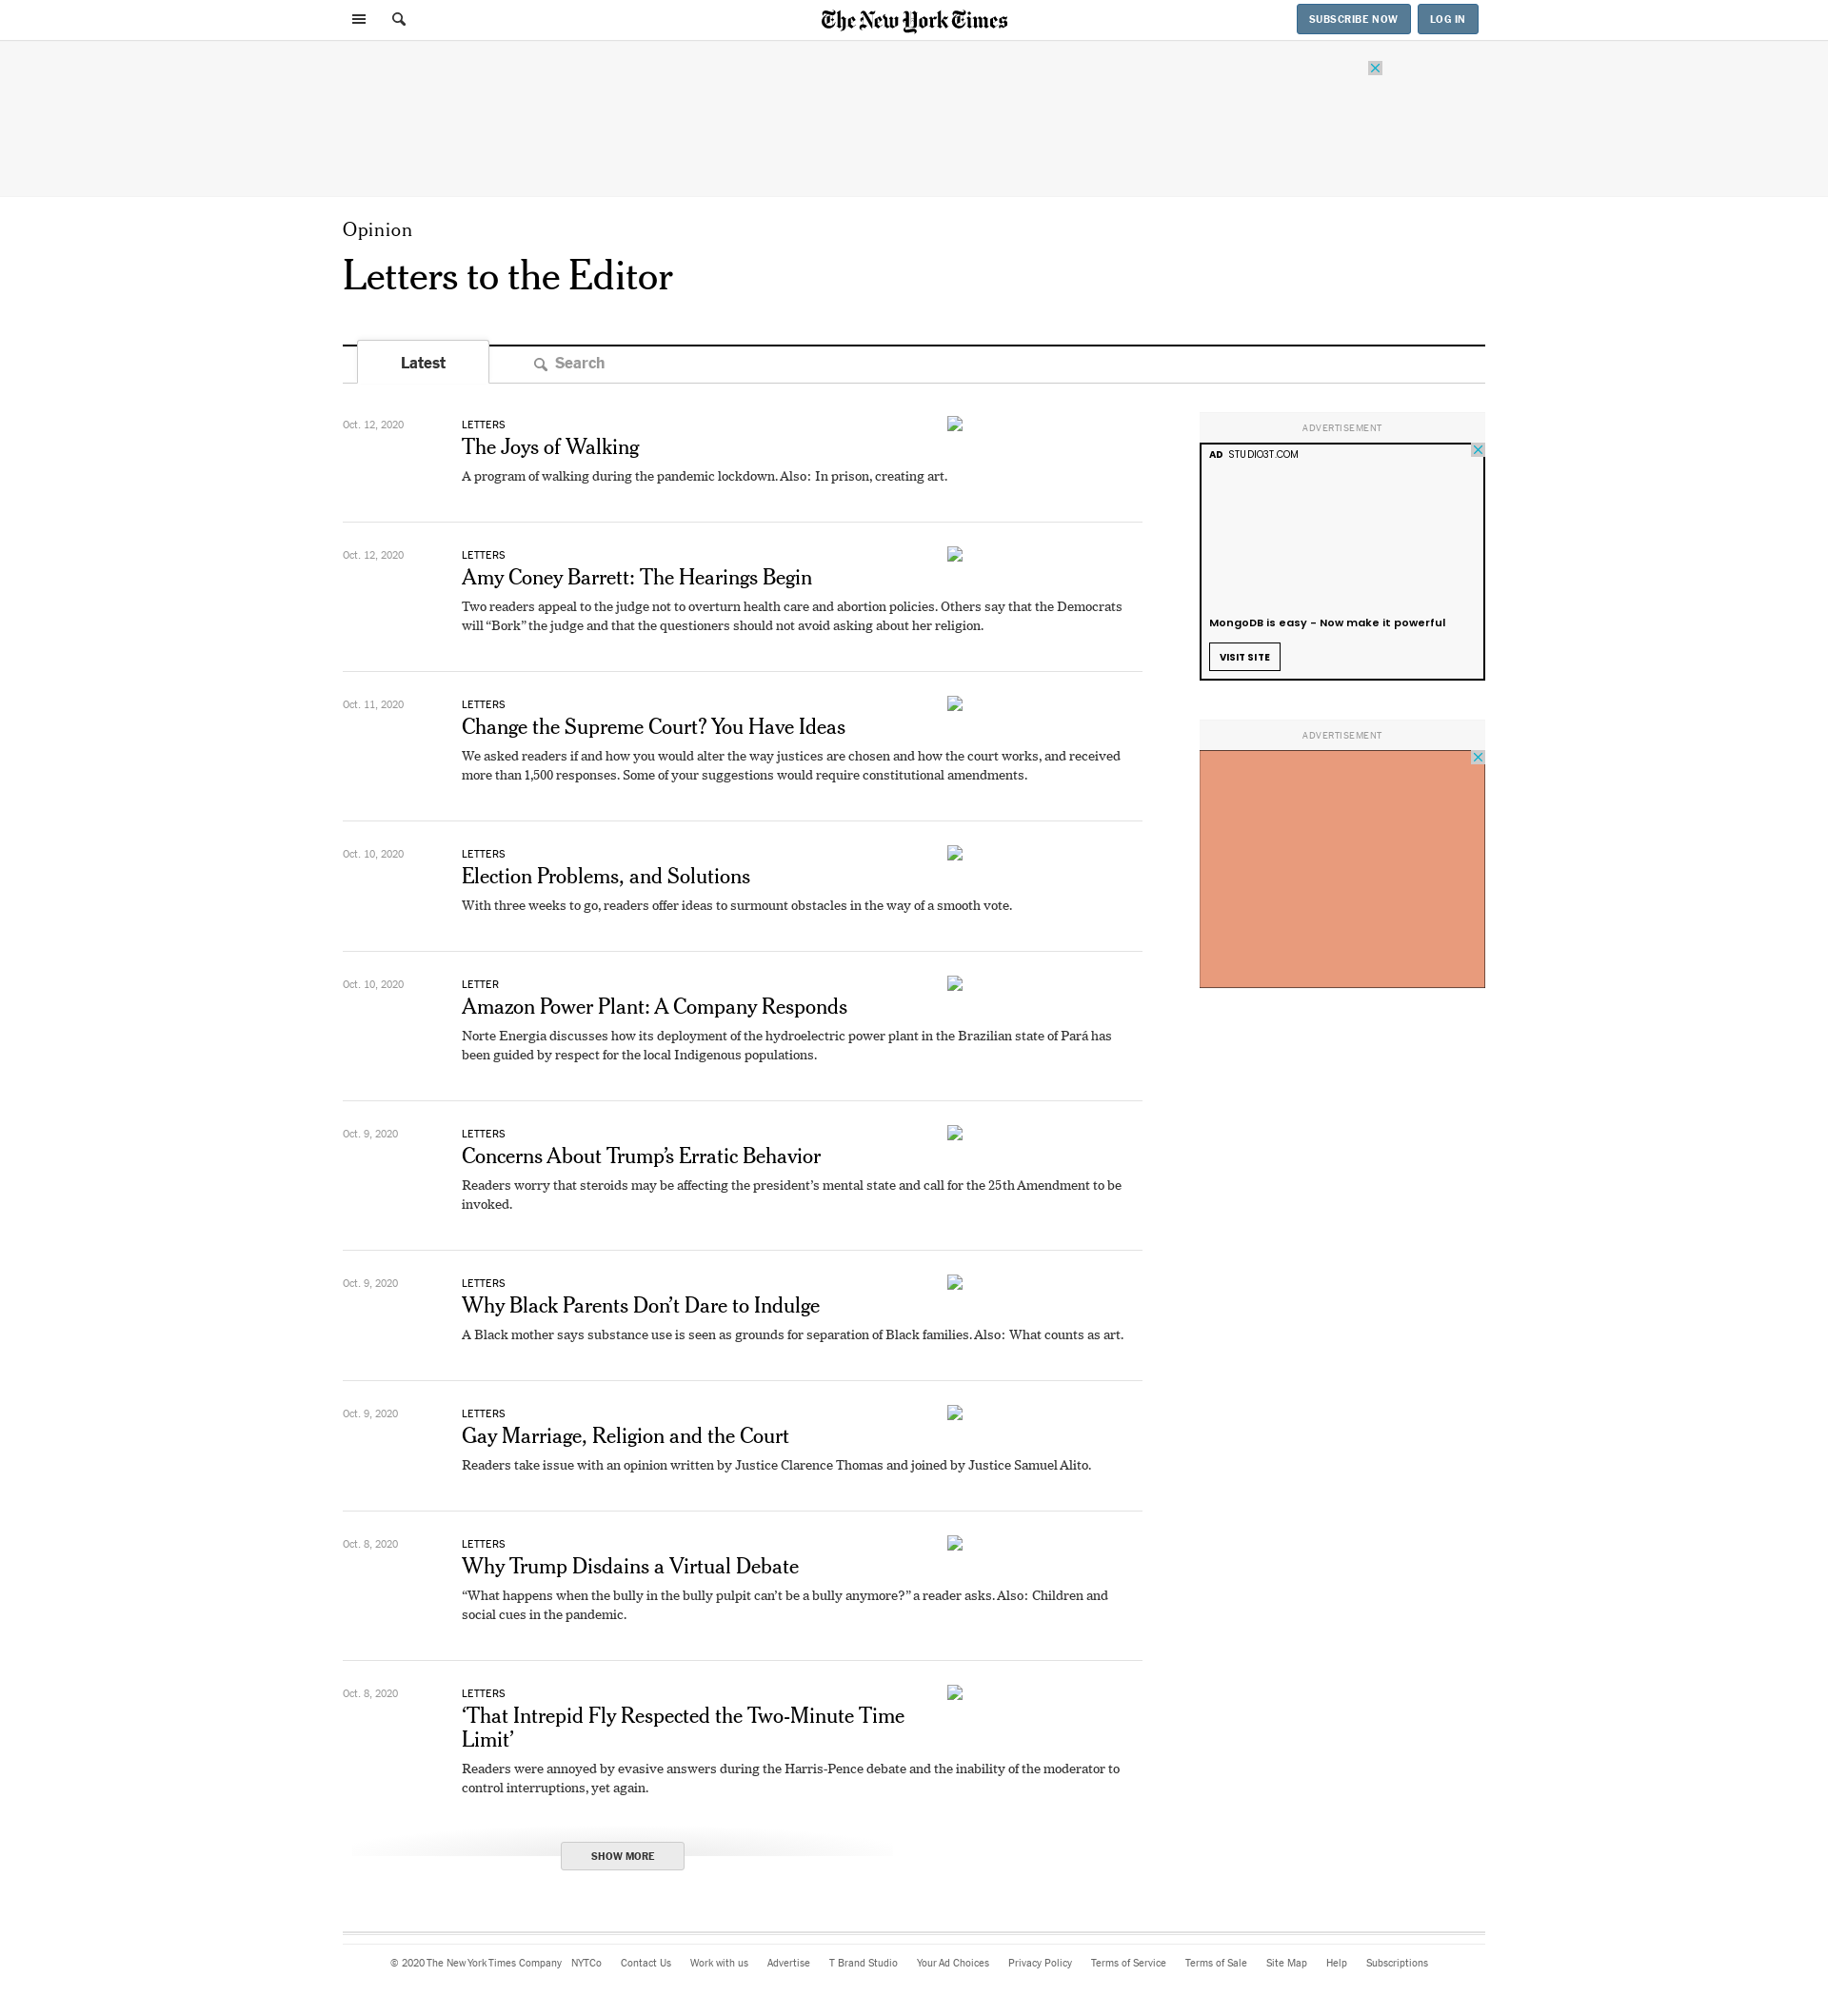 The New York Times
SUBSCRIBE NOW
LOG IN
Opinion
Letters to the Editor
Latest
Search
Oct. 12, 2020
LETTERS
The Joys of Walking
A program of walking during the pandemic lockdown. Also: In prison, creating art.
Oct. 12, 2020
LETTERS
Amy Coney Barrett: The Hearings Begin
Two readers appeal to the judge not to overturn health care and abortion policies. Others say that the Democrats
will “Bork” the judge and that the questioners should not avoid asking about her religion.
Oct. 11, 2020
LETTERS
Change the Supreme Court? You Have Ideas
We asked readers if and how you would alter the way justices are chosen and how the court works, and received
more than 1,500 responses. Some of your suggestions would require constitutional amendments.
Oct. 10, 2020
LETTERS
Election Problems, and Solutions
With three weeks to go, readers offer ideas to surmount obstacles in the way of a smooth vote.
Oct. 10, 2020
LETTER
Amazon Power Plant: A Company Responds
Norte Energia discusses how its deployment of the hydroelectric power plant in the Brazilian state of Pará has
been guided by respect for the local Indigenous populations.
Oct. 9, 2020
LETTERS
Concerns About Trump’s Erratic Behavior
Readers worry that steroids may be affecting the president’s mental state and call for the 25th Amendment to be
invoked.
Oct. 9, 2020
LETTERS
Why Black Parents Don’t Dare to Indulge
A Black mother says substance use is seen as grounds for separation of Black families. Also: What counts as art.
Oct. 9, 2020
LETTERS
Gay Marriage, Religion and the Court
Readers take issue with an opinion written by Justice Clarence Thomas and joined by Justice Samuel Alito.
Oct. 8, 2020
LETTERS
Why Trump Disdains a Virtual Debate
“What happens when the bully in the bully pulpit can’t be a bully anymore?” a reader asks. Also: Children and
social cues in the pandemic.
Oct. 8, 2020
LETTERS
‘That Intrepid Fly Respected the Two-Minute Time
Limit’
Readers were annoyed by evasive answers during the Harris-Pence debate and the inability of the moderator to
control interruptions, yet again.
SHOW MORE
ADVERTISEMENT
AD STUDIO3T.COM
MongoDB is easy - Now make it powerful
VISIT SITE
ADVERTISEMENT
© 2020 The New York Times Company NYTCo Contact Us Work with us Advertise T Brand Studio Your Ad Choices Privacy Policy Terms of Service Terms of Sale Site Map Help Subscriptions